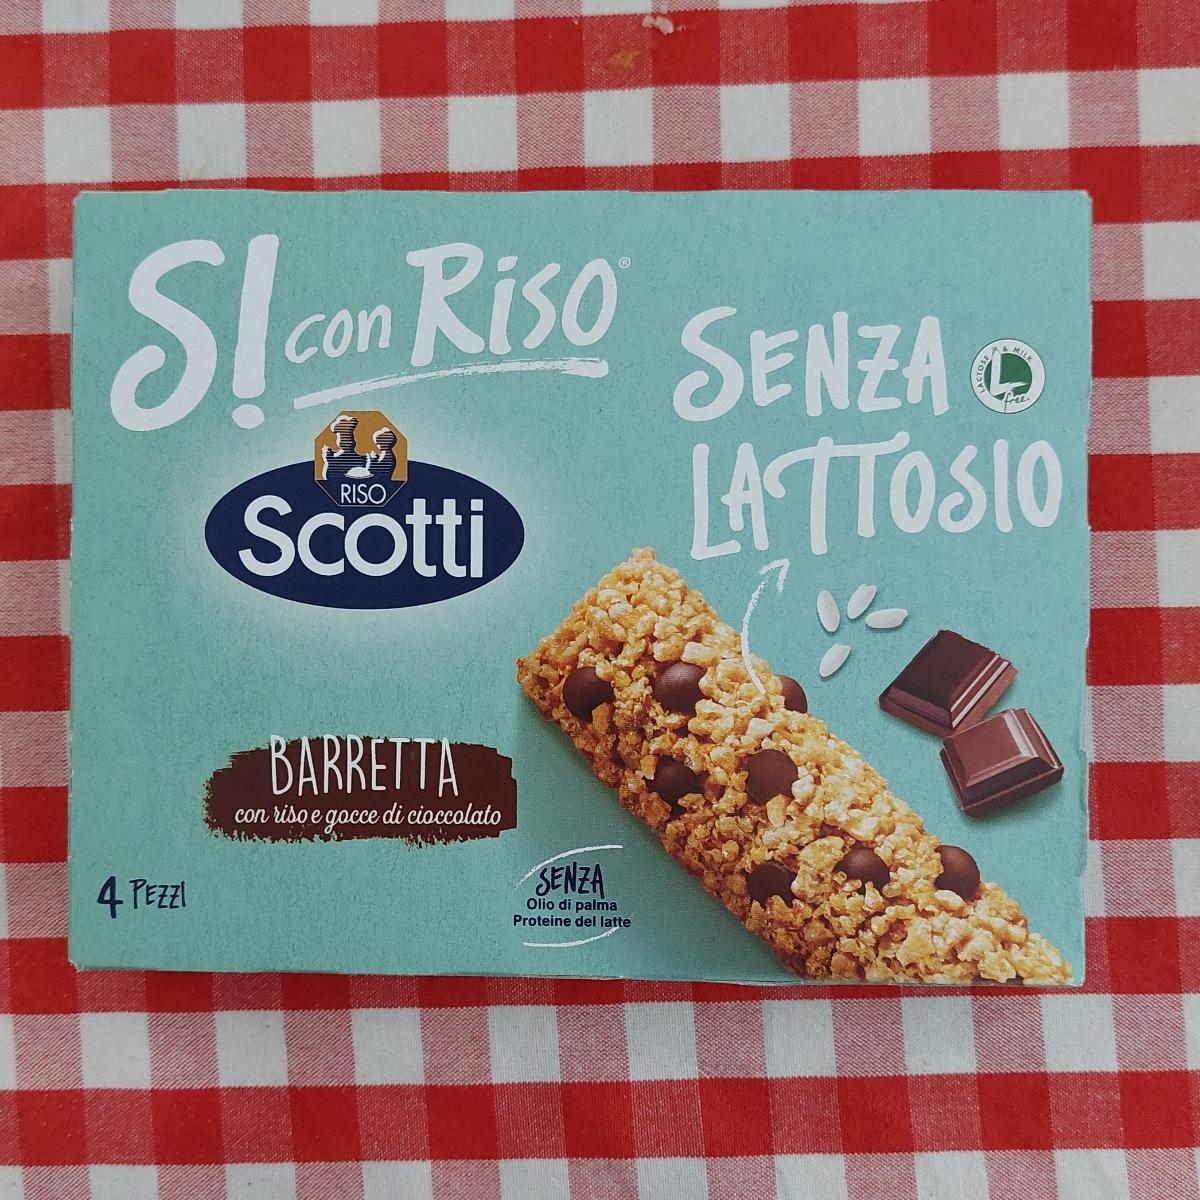 S! con Riso®
SENZA
LATTOSIO
LACTOSE & MILK
L
free
RISO
Scotti
BARRETTA
con riso e gocce di cioccolato
4 PEZZI
SENZA
Olio di palma
Proteine del latte